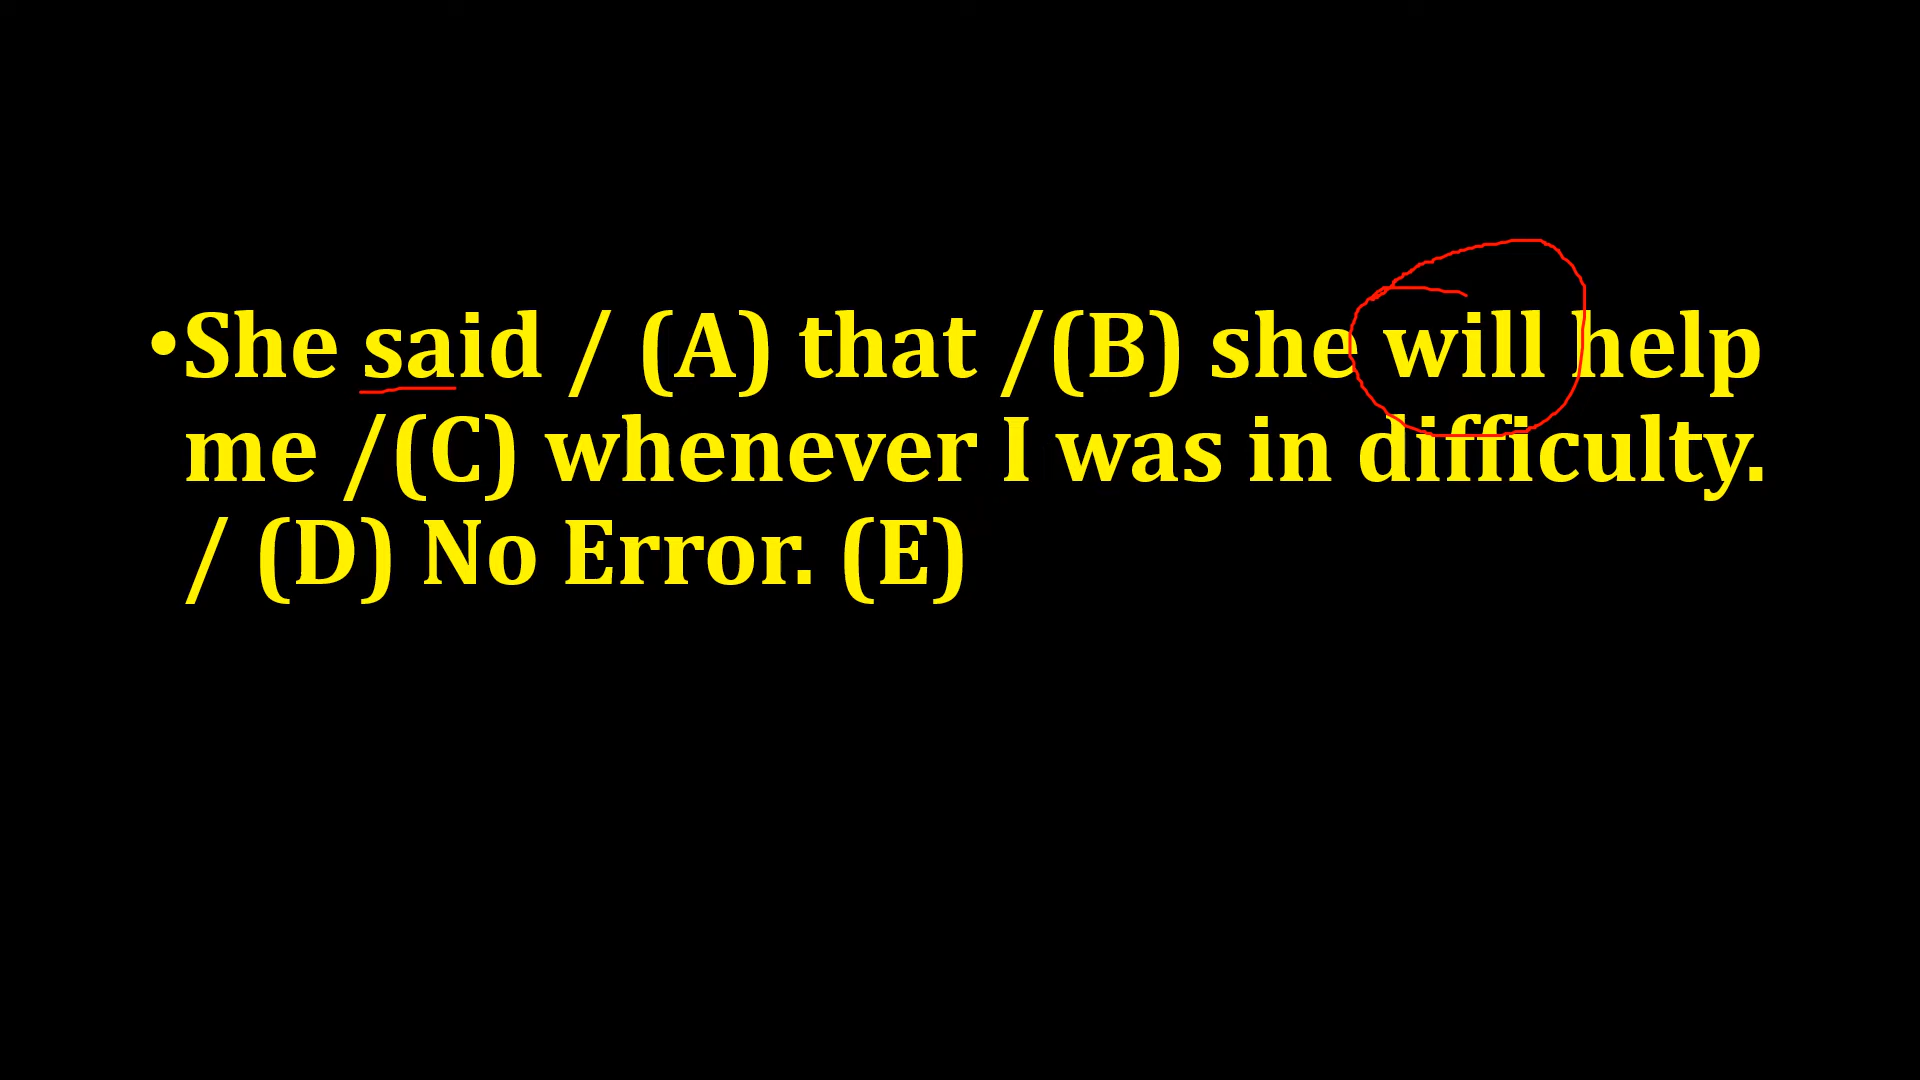 •She said / (A) that /(B) she will help
me /(C) whenever I was in difficulty.
/ (D) No Error. (E)